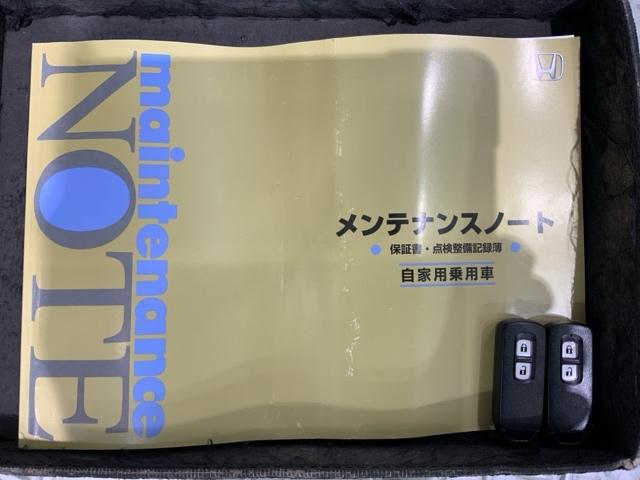 maintenance
NOTE
メンテナンスノート
保証書・点検整備記録簿
自家用乗用車